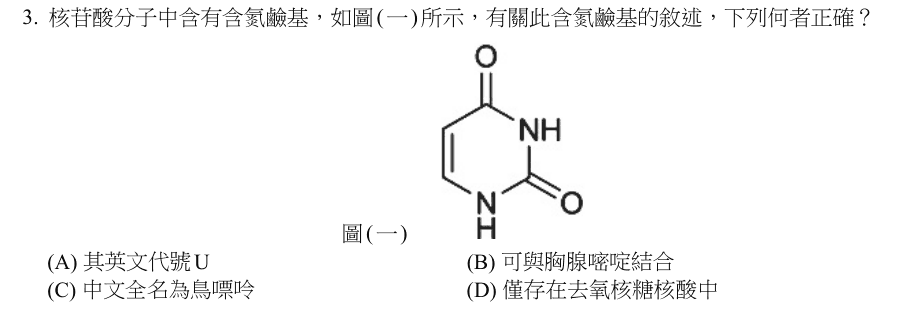 3. 核苷酸分子中含有含氮鹼基，如圖(一)所示，有關此含氮鹼基的敘述，下列何者正確？
O
NH
N
H
O
圖(一)
(A) 其英文代號U (B) 可與胸腺嘧啶結合
(C) 中文全名為鳥嘌呤 (D) 僅存在去氧核糖核酸中